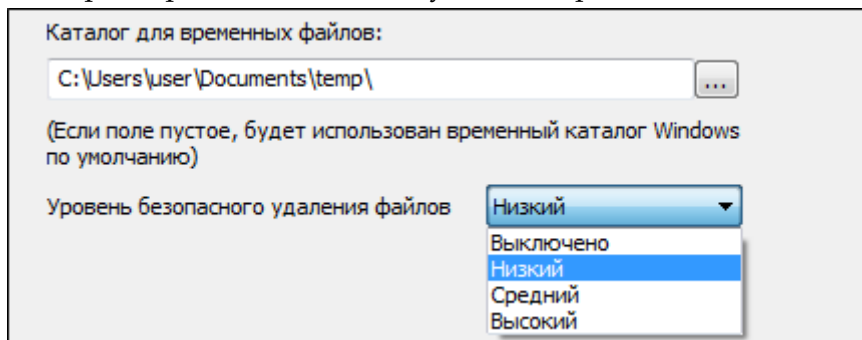 Каталог для временных файлов:
C:\Users\user\Documents\temp\
...
(Если поле пустое, будет использован временный каталог Windows
по умолчанию)
Уровень безопасного удаления файлов
Низкий
Выключено
Низкий
Средний
Высокий